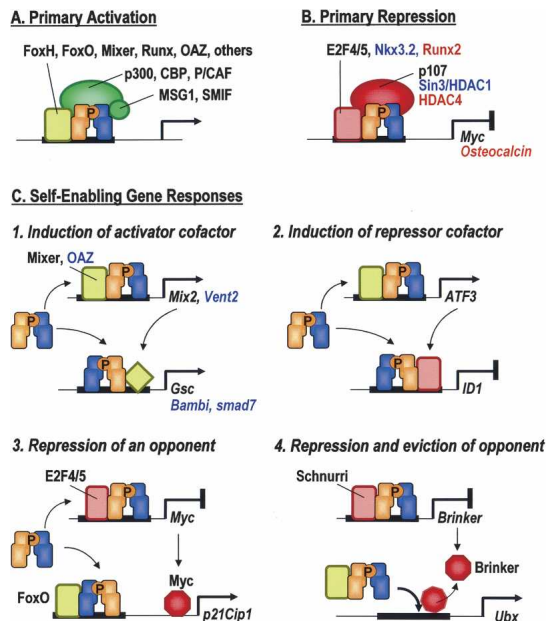 A. Primary Activation
FoxH, FoxO, Mixer, Runx, OAZ, others
p300, CBP, P/CAF
MSG1, SMIF
P
B. Primary Repression
E2F4/5, Nkx3.2, Runx2
p107
Sin3/HDAC1
HDAC4
P
Myc
Osteocalcin
C. Self-Enabling Gene Responses
1. Induction of activator cofactor
Mixer, OAZ
P
Mix2, Vent2
P
P
Gsc
Bambi, smad7
2. Induction of repressor cofactor
P
ATF3
P
P
ID1
3. Repression of an opponent
E2F4/5
P
Myc
P
Myc
FoxO
P
p21Cip1
4. Repression and eviction of opponent
Schnurri
P
Brinker
P
Brinker
Ubx